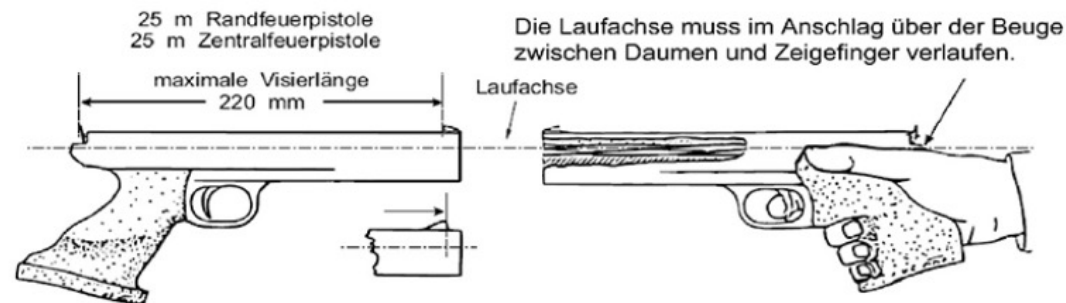 25 m Randfeuerpistole
25 m Zentralfeuerpistole
maximale Visierlänge
220 mm
Laufachse
Die Laufachse muss im Anschlag über der Beuge
zwischen Daumen und Zeigefinger verlaufen.